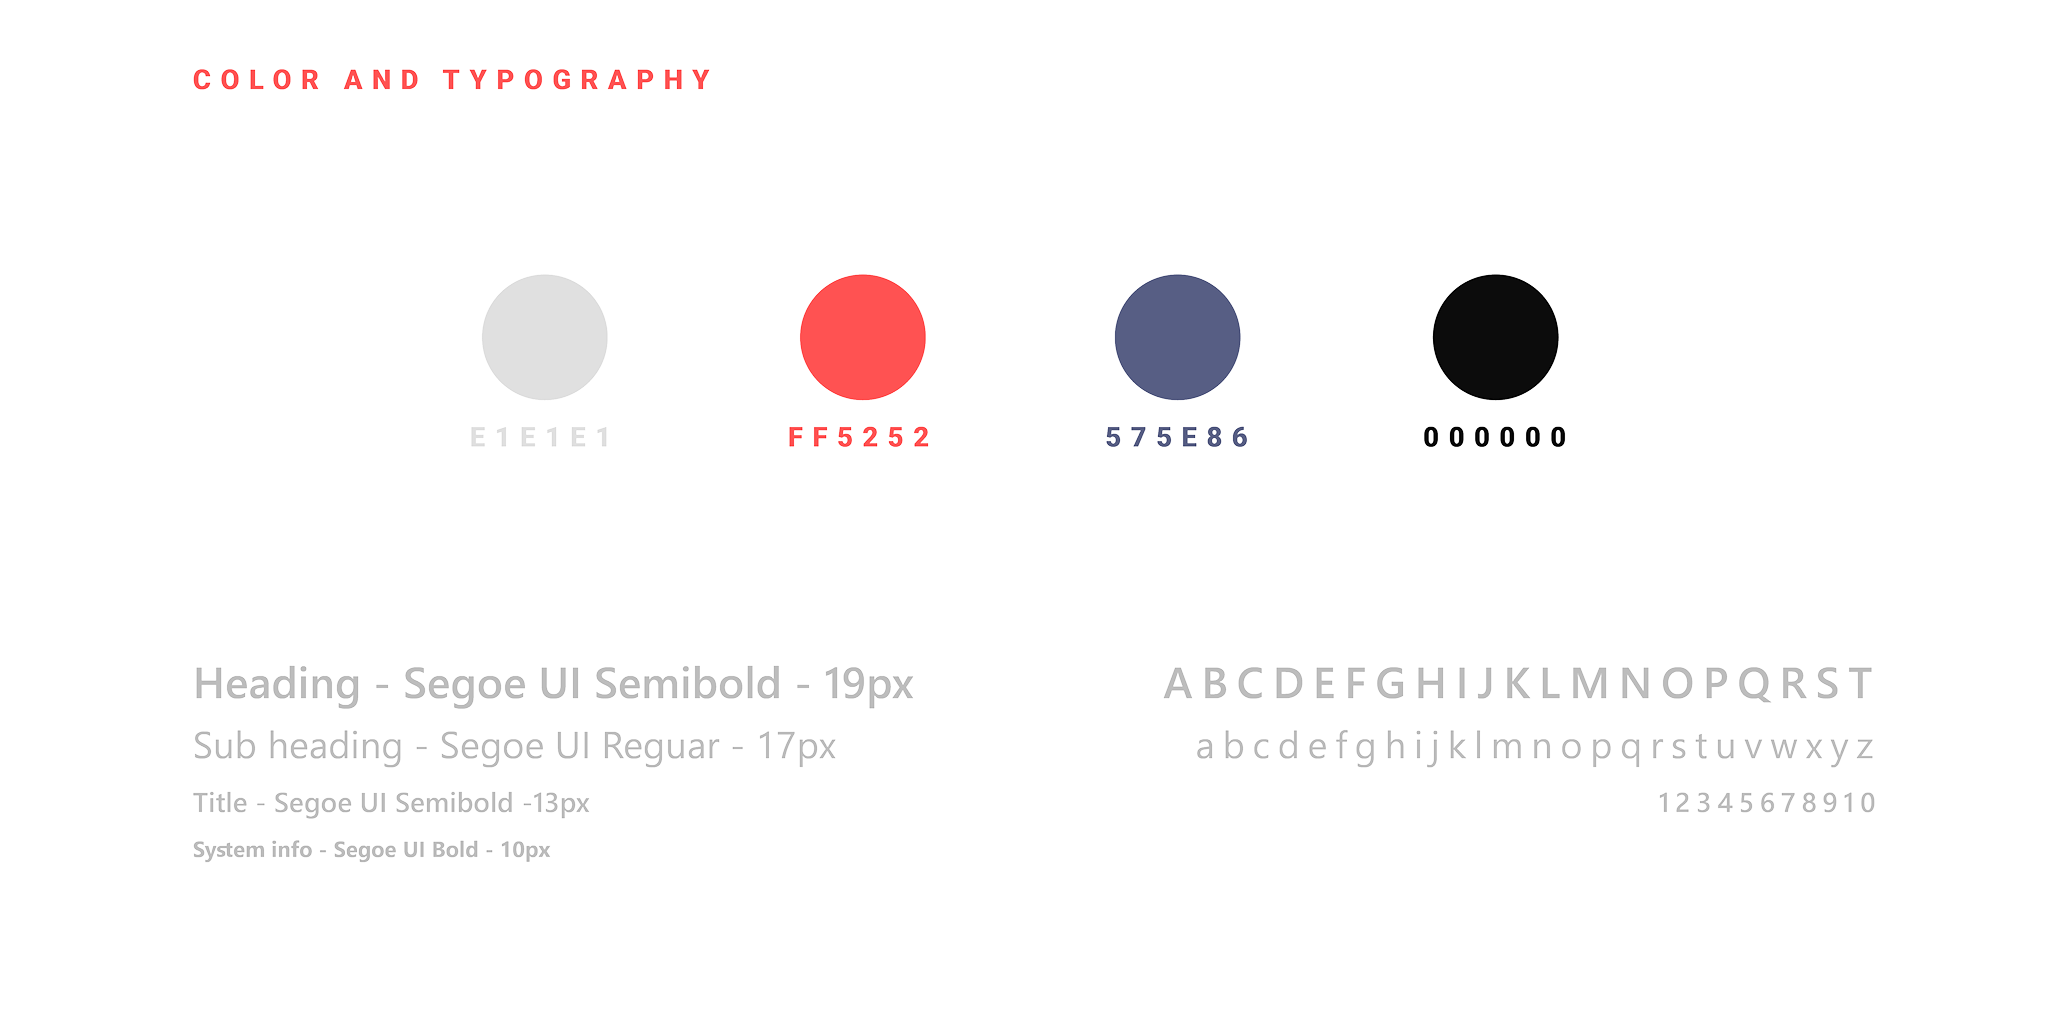 COLOR AND TYPOGRAPHY
E1E1E1 FF5252 575E86 000000
Heading - Segoe UI Semibold - 19px
Sub heading - Segoe UI Reguar - 17px
Title - Segoe UI Semibold -13px
System info - Segoe UI Bold - 10px
ABCDEFGHIJKLMNOPQRST
abcdefghijklmnopqrstuvwxyz
12345678910